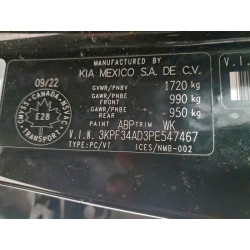 MANUFACTURED BY
KIA MEXICO S.A. DE C.V.
09/22
GVWR/PNBV 1720 kg
GAWR/PNBE
FRONT 990 kg
GAWR/PNBE
REAR 950 kg
CANADA
TRANSPORT
E28
PAINT ABP TRIM WK
V.I.N. 3KPF34AD3PE547467
TYPE:PC/VT ICES/NMB-002
V.I.